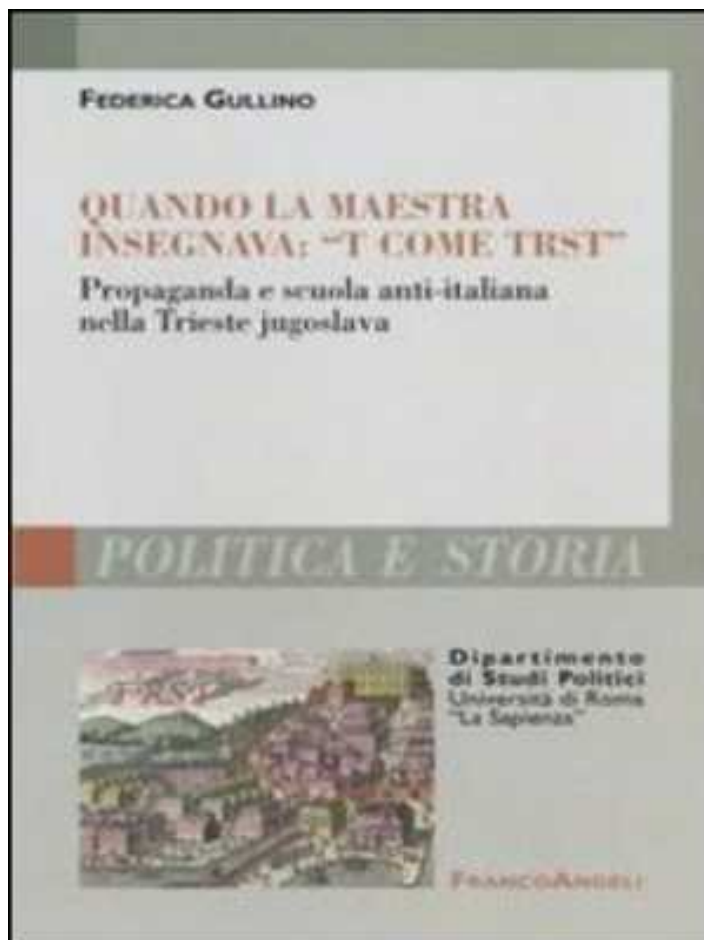 FEDERICA GULLINO
QUANDO LA MAESTRA
INSEGNAVA: “T COME TRST”
Propaganda e scuola anti-italiana
nella Trieste jugoslava
POLITICA E STORIA
TRST
Dipartimento
di Studi Politici
Università di Roma
“La Sapienza”
FRANCOANGELI